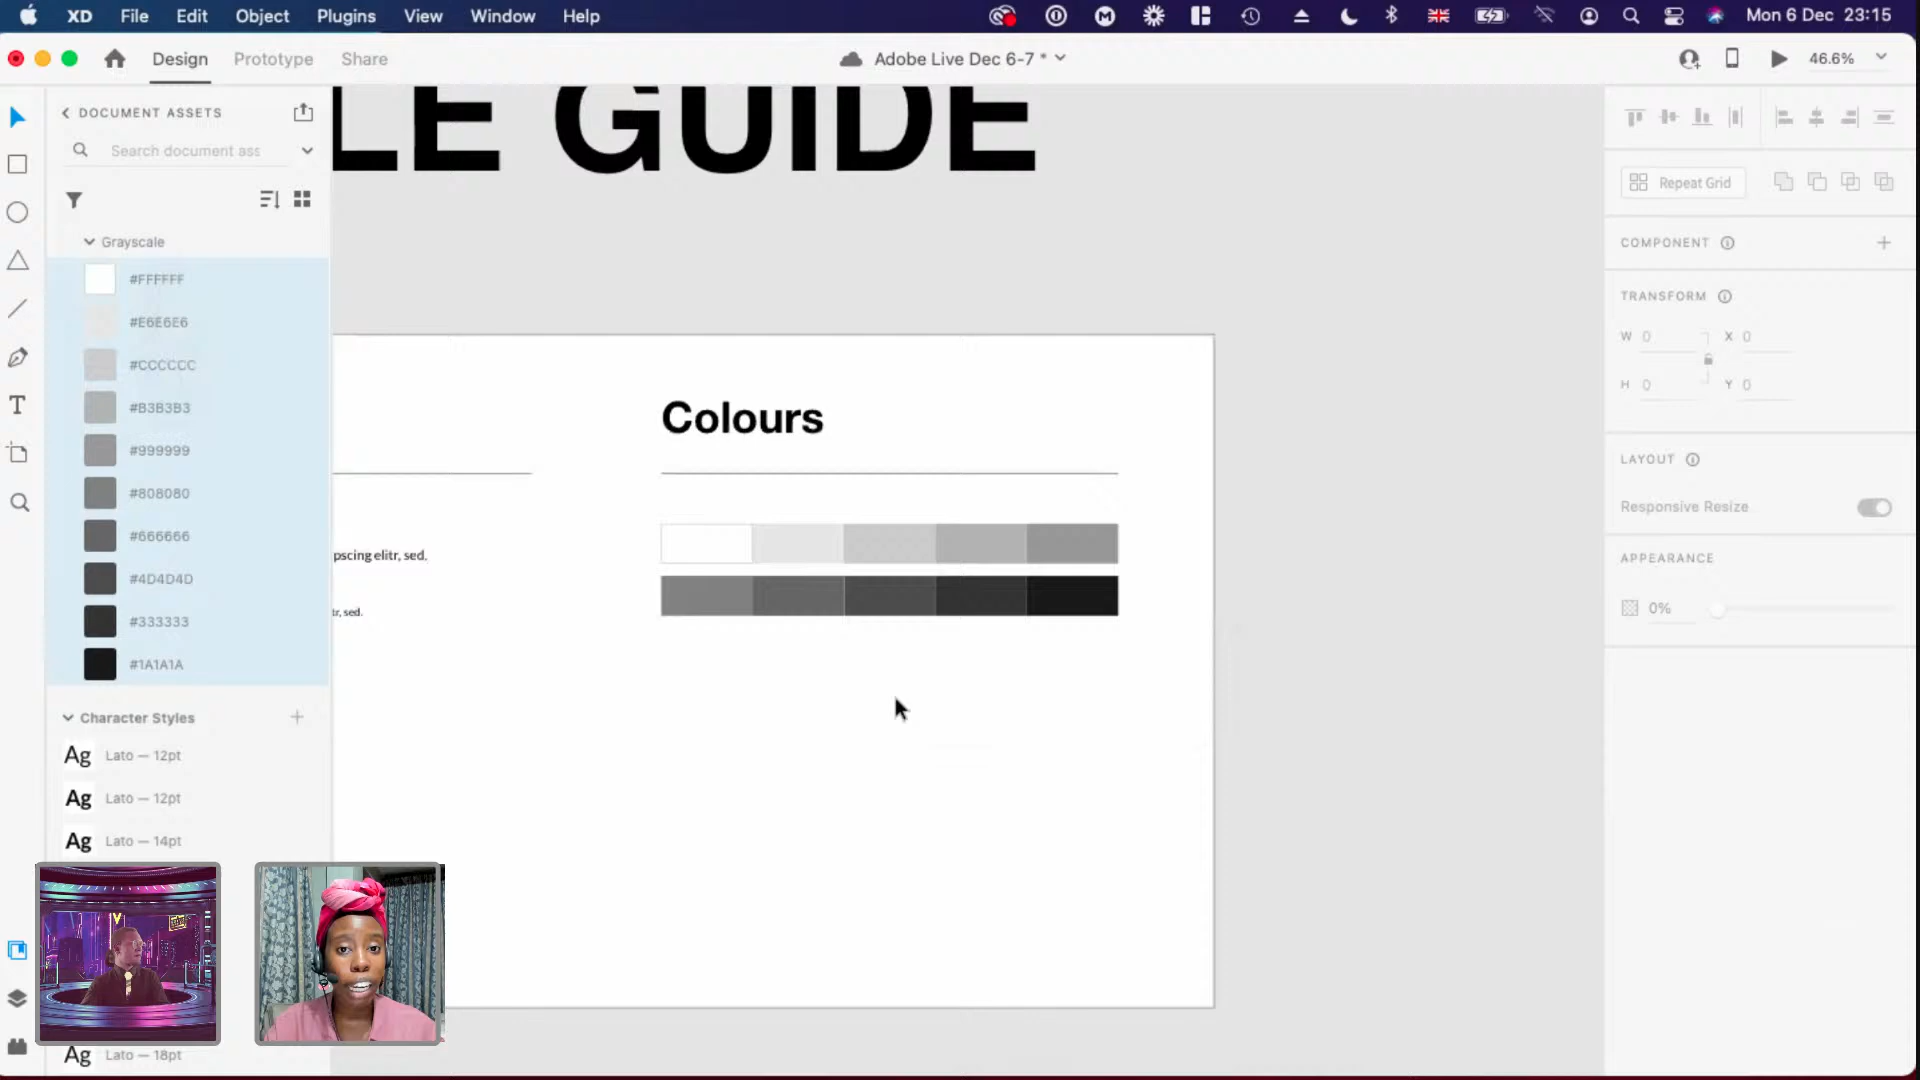 XD File Edit Object Plugins View Window Help Mon 6 Dec 23:15
Design Prototype Share Adobe Live Dec 6-7 * 46.6%
DOCUMENT ASSETS
Search document ass
LE GUIDE
Repeat Grid
Grayscale
#FFFFFF
#E6E6E6
#CCCCCC
#B3B3B3
#999999
#808080
#666666
#4D4D4D
#333333
#1A1A1A
Character Styles
Ag Lato — 12pt
Ag Lato — 12pt
Ag Lato — 14pt
Ag Lato — 18pt
pscing elitr, sed.
tr, sed.
Colours
COMPONENT
TRANSFORM
W 0 X 0
H 0 Y 0
LAYOUT
Responsive Resize
APPEARANCE
0%